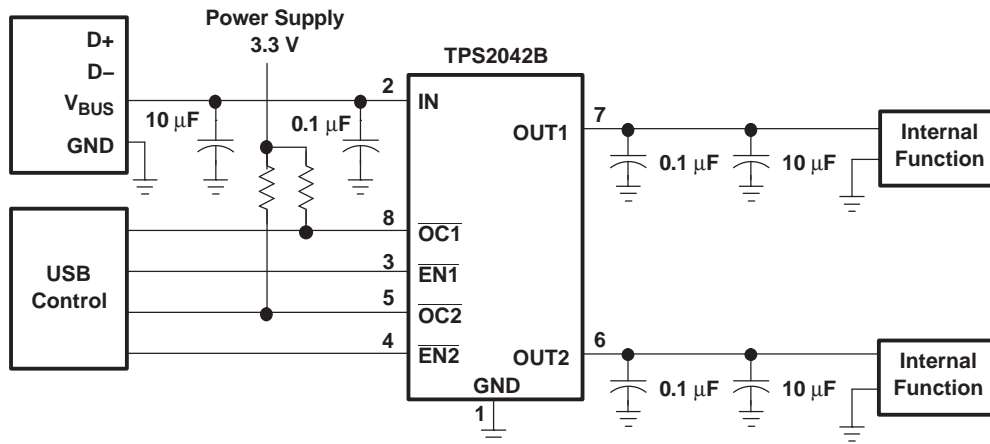 Power Supply
3.3 V
TPS2042B
D+
D−
V_BUS
GND
10 μF
0.1 μF
2
IN
7
OUT1
0.1 μF
10 μF
Internal
Function
USB
Control
8
OC1
3
EN1
5
OC2
4
EN2
6
OUT2
0.1 μF
10 μF
Internal
Function
GND
1